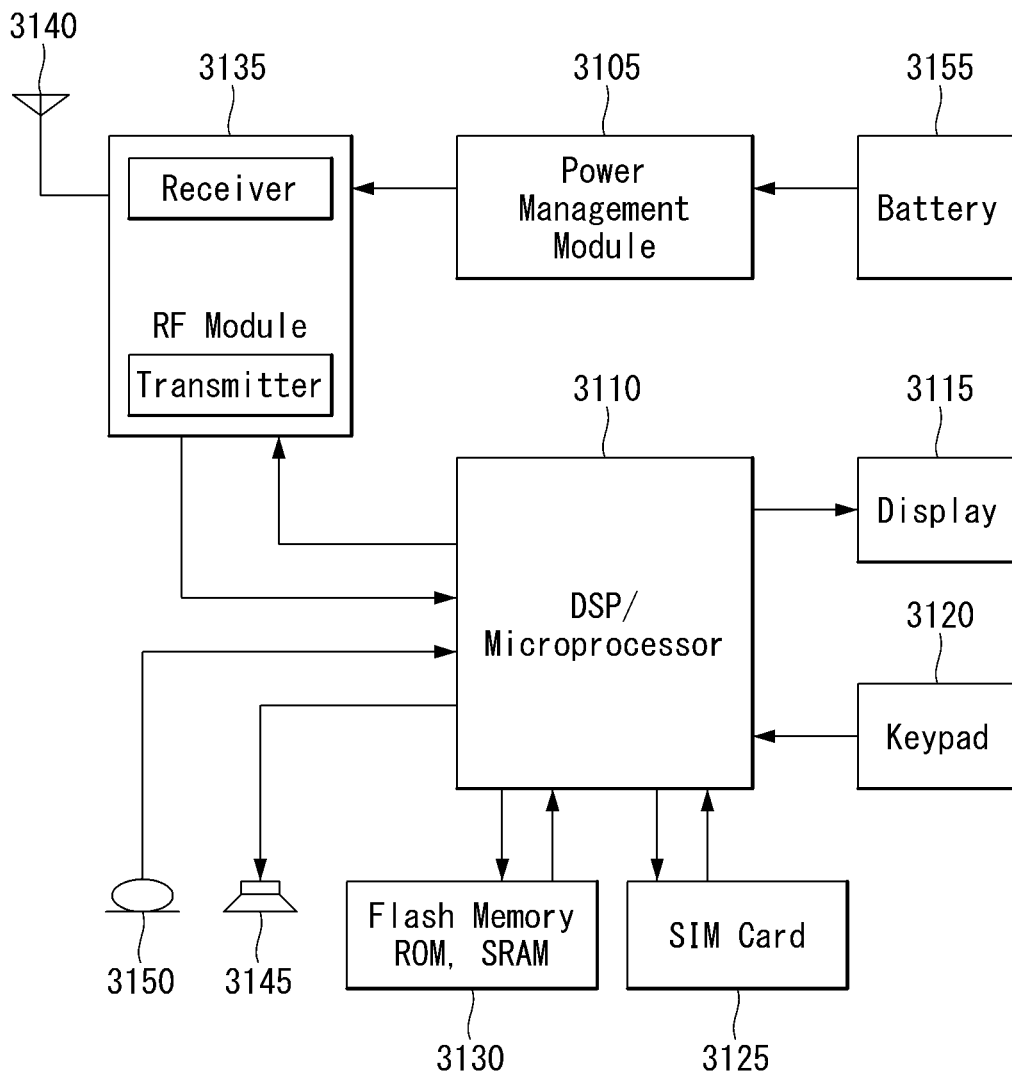 3140
3135
3105
3155
Receiver
Power
Management
Module
Battery
RF Module
Transmitter
3110
3115
Display
DSP/
Microprocessor
3120
Keypad
Flash Memory
ROM, SRAM
SIM Card
3150
3145
3130
3125